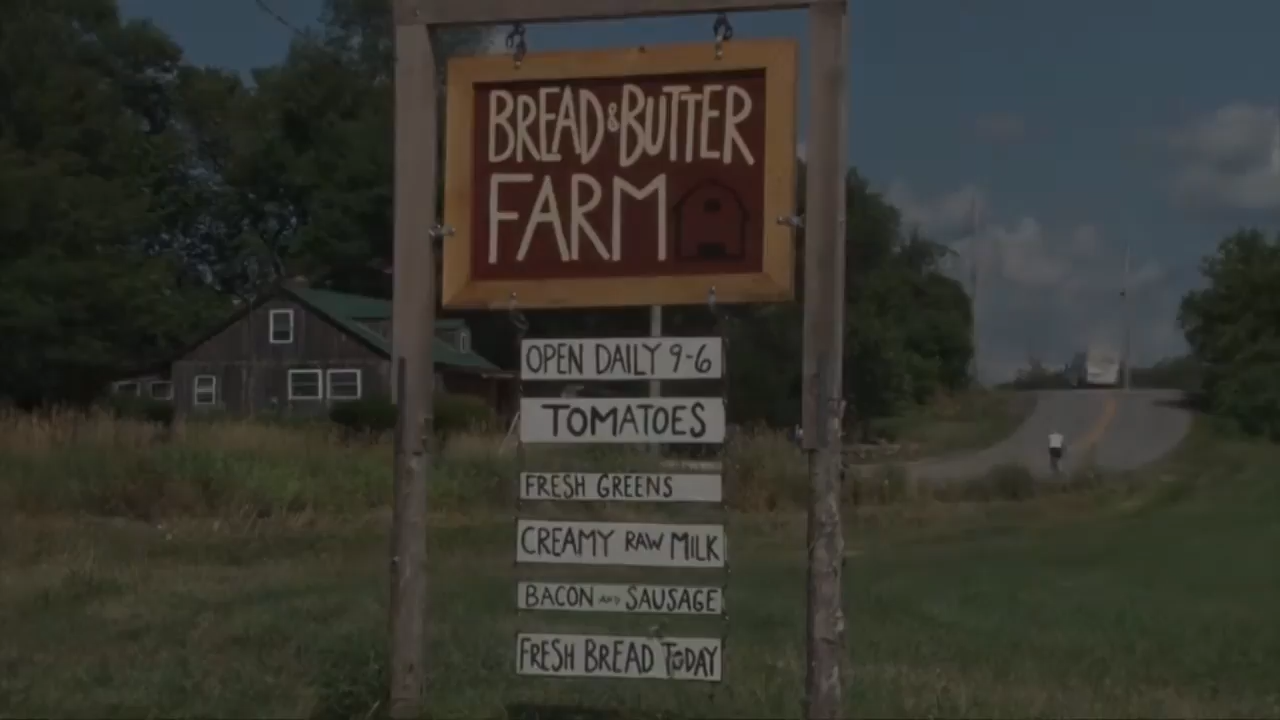 BREAD & BUTTER
FARM
OPEN DAILY 9-6
TOMATOES
FRESH GREENS
CREAMY RAW MILK
BACON AND SAUSAGE
FRESH BREAD TODAY